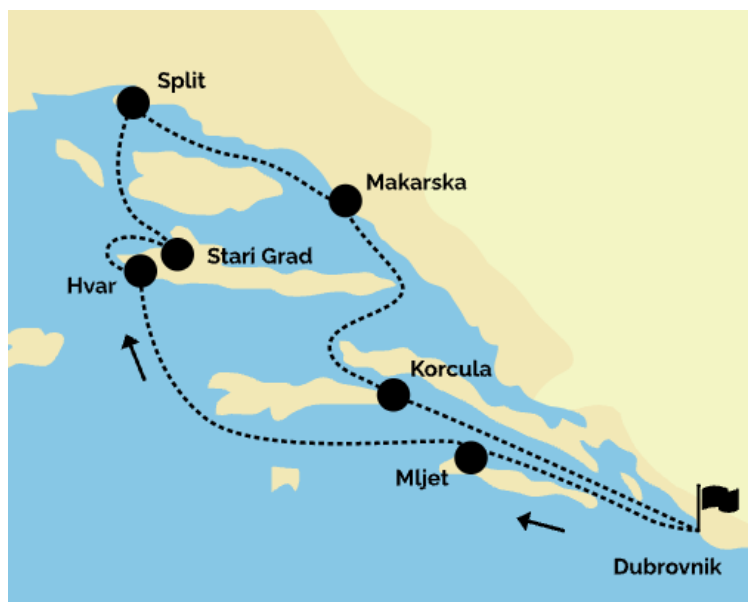 Split
Makarska
Stari Grad
Hvar
Korcula
Mljet
Dubrovnik